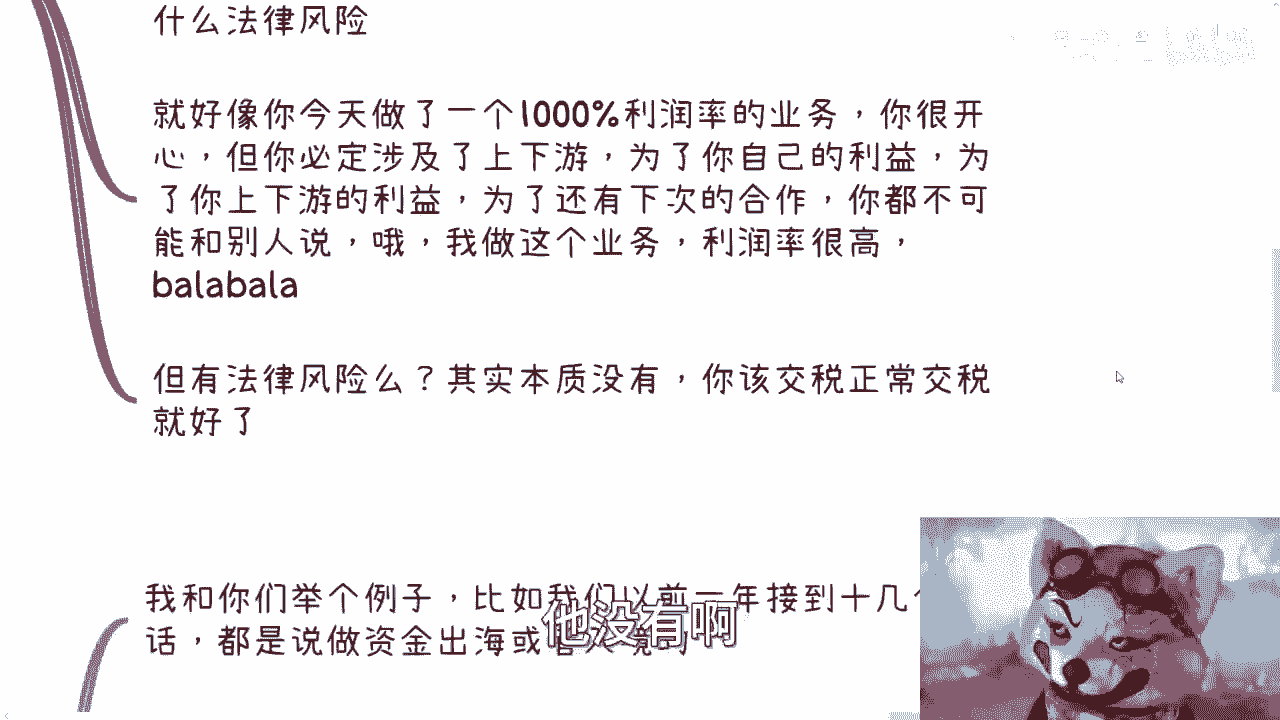 什么法律风险
就好像你今天做了一个1000%利润率的业务，你很开
心，但你必定涉及了上下游，为了你自己的利益，为
了你上下游的利益，为了还有下次的合作，你都不可
能和别人说，哦，我做这个业务，利润率很高，
balabala
但有法律风险么？其实本质没有，你该交税正常交税
就好了
我和你们举个例子，比如我们以前一年接到十几
话，都是说做资金出海或
他没有啊